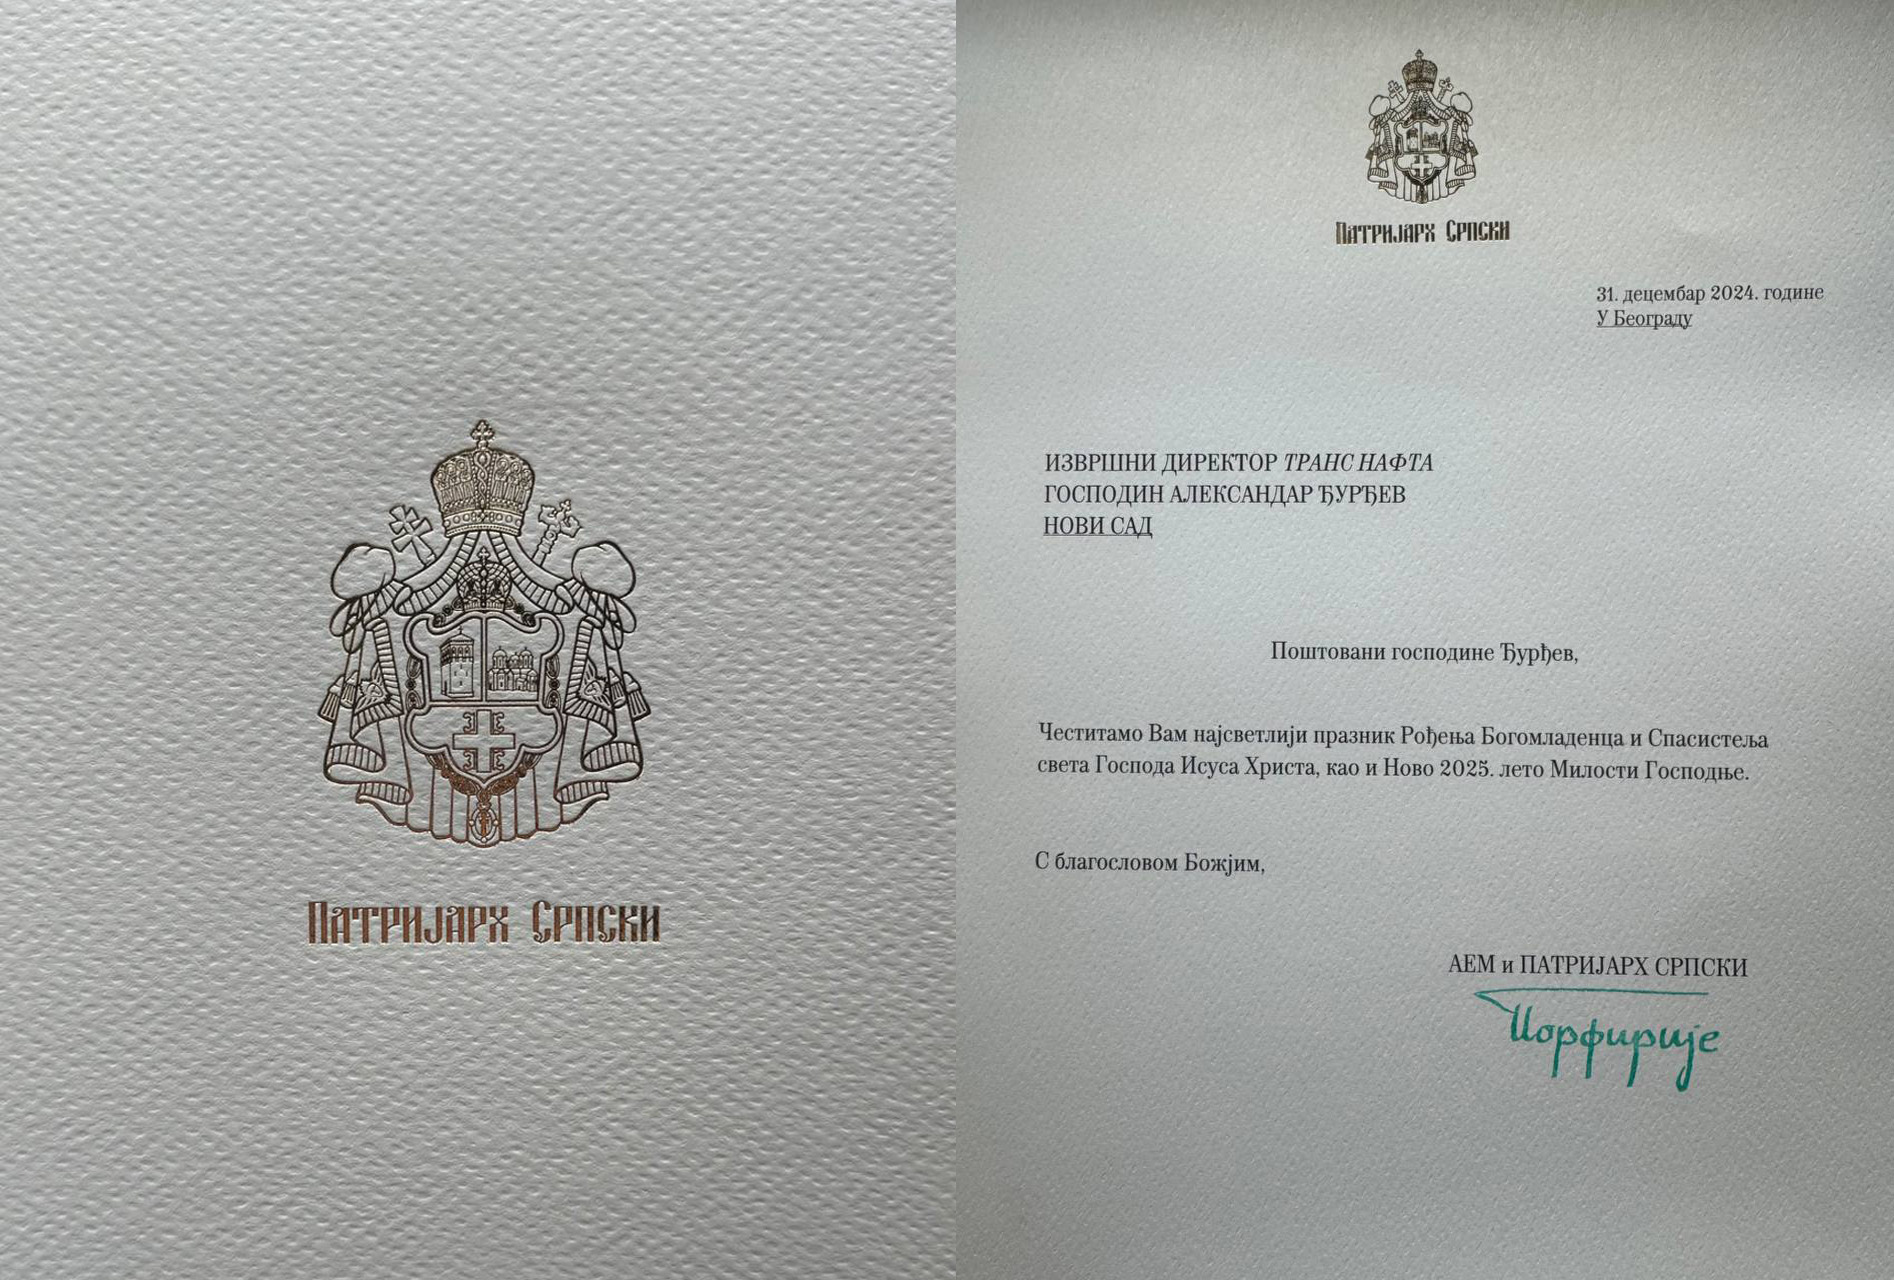 Патријарх Српски
Патријарх Српски
31. децембар 2024. године
У Београду
ИЗВРШНИ ДИРЕКТОР ТРАНС НАФТА
ГОСПОДИН АЛЕКСАНДАР ЂУРЂЕВ
НОВИ САД
Поштовани господине Ђурђев,
Честитамо Вам најсветлији празник Рођења Богомладенца и Спасистеља
света Господа Исуса Христа, као и Ново 2025. лето Милости Господње.
С благословом Божјим,
АЕМ и ПАТРИЈАРХ СРПСКИ
Порфирије